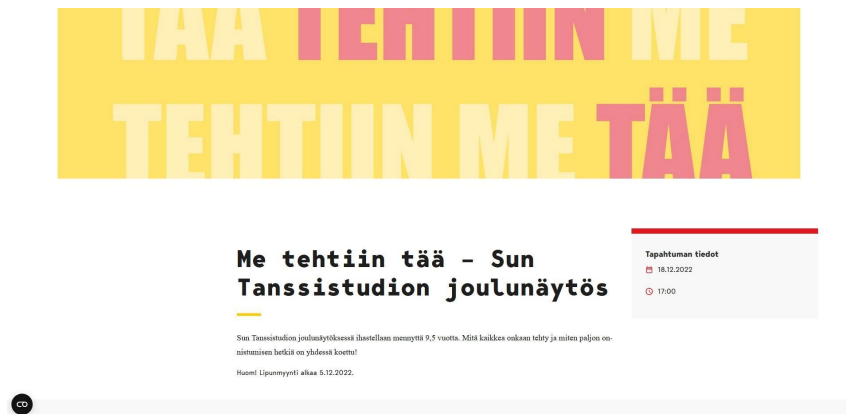 TÄÄ TEHTIIN ME
TEHTIIN ME TÄÄ
Me tehtiin tää – Sun
Tanssistudion joulunäytös
Sun Tanssistudion joulunäytöksessä ihastellaan mennyttä 9,5 vuotta. Mitä kaikkea onkaan tehty ja miten paljon on-
nistumisen hetkiä on yhdessä koettu!
Huom! Lipunmyynti alkaa 5.12.2022.
Tapahtuman tiedot
18.12.2022
17:00